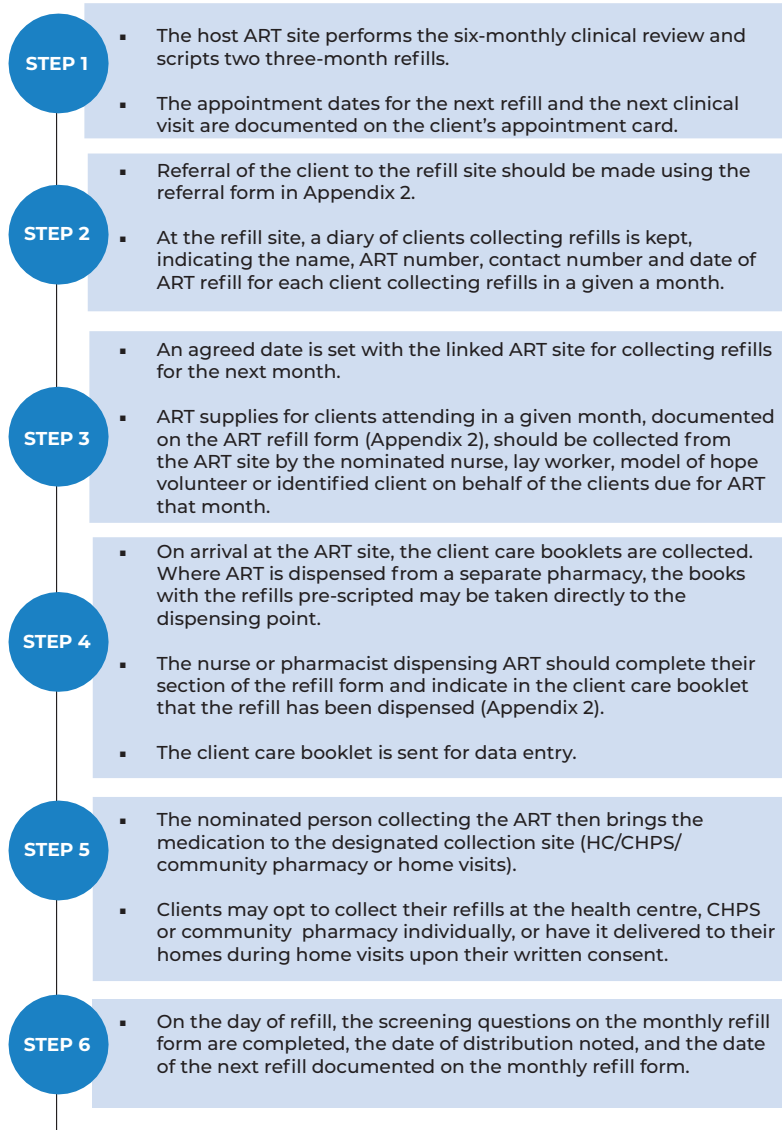 STEP 1
▪ The host ART site performs the six-monthly clinical review and
scripts two three-month refills.
▪ The appointment dates for the next refill and the next clinical
visit are documented on the client's appointment card.
STEP 2
▪ Referral of the client to the refill site should be made using the
referral form in Appendix 2.
▪ At the refill site, a diary of clients collecting refills is kept,
indicating the name, ART number, contact number and date of
ART refill for each client collecting refills in a given a month.
STEP 3
▪ An agreed date is set with the linked ART site for collecting refills
for the next month.
▪ ART supplies for clients attending in a given month, documented
on the ART refill form (Appendix 2), should be collected from
the ART site by the nominated nurse, lay worker, model of hope
volunteer or identified client on behalf of the clients due for ART
that month.
STEP 4
▪ On arrival at the ART site, the client care booklets are collected.
Where ART is dispensed from a separate pharmacy, the books
with the refills pre-scripted may be taken directly to the
dispensing point.
▪ The nurse or pharmacist dispensing ART should complete their
section of the refill form and indicate in the client care booklet
that the refill has been dispensed (Appendix 2).
▪ The client care booklet is sent for data entry.
STEP 5
▪ The nominated person collecting the ART then brings the
medication to the designated collection site (HC/CHPS/
community pharmacy or home visits).
▪ Clients may opt to collect their refills at the health centre, CHPS
or community pharmacy individually, or have it delivered to their
homes during home visits upon their written consent.
STEP 6
▪ On the day of refill, the screening questions on the monthly refill
form are completed, the date of distribution noted, and the date
of the next refill documented on the monthly refill form.